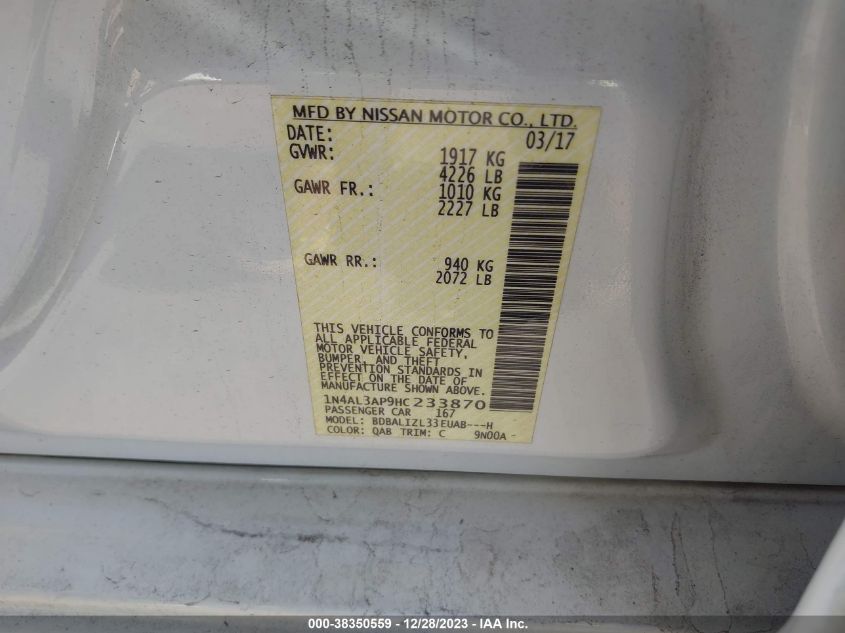 MFD BY NISSAN MOTOR CO., LTD.
DATE: 03/17
GVWR: 1917 KG
4226 LB
GAWR FR.: 1010 KG
2227 LB
GAWR RR.: 940 KG
2072 LB
THIS VEHICLE CONFORMS TO
ALL APPLICABLE FEDERAL
MOTOR VEHICLE SAFETY,
BUMPER, AND THEFT
PREVENTION STANDARDS IN
EFFECT ON THE DATE OF
MANUFACTURE SHOWN ABOVE.
1N4AL3AP9HC233870
PASSENGER CAR 167
MODEL: BDBALIZL33EUAB---H
COLOR: QAB TRIM: C 9N00A -
000-38350559 - 12/28/2023 - IAA Inc.